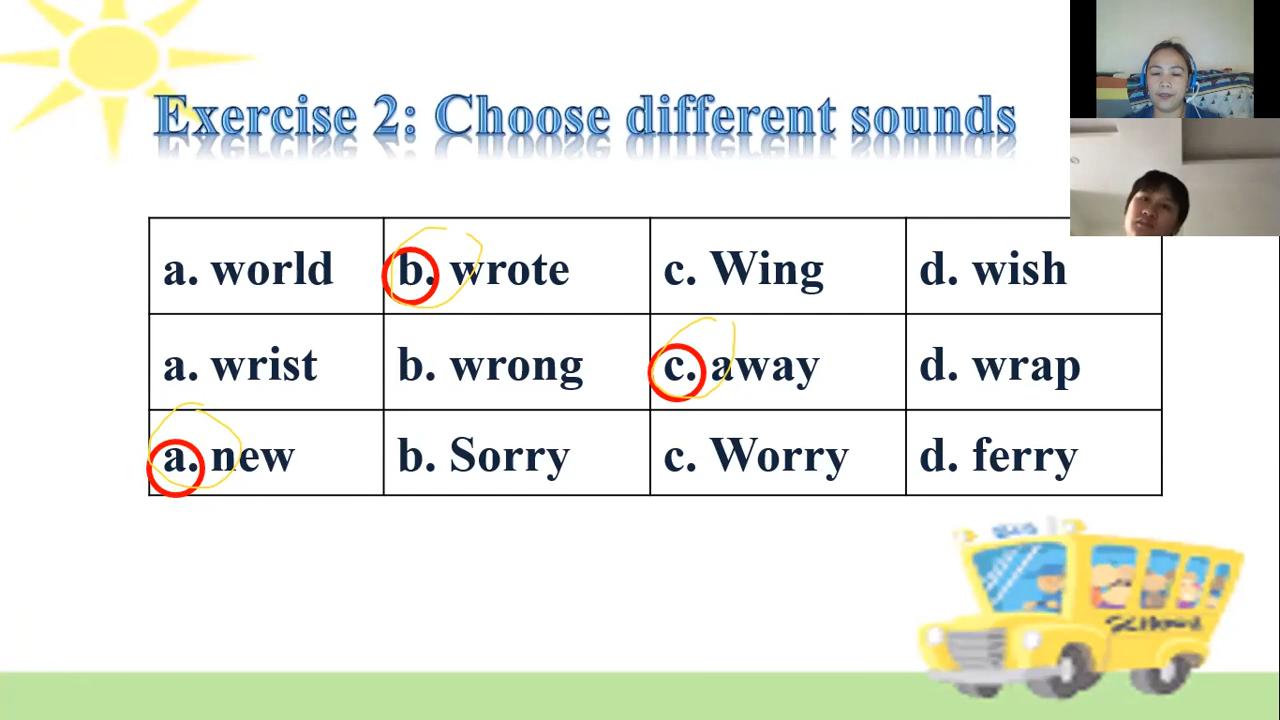 Exercise 2: Choose different sounds
a. world b. wrote c. Wing d. wish
a. wrist b. wrong c. away d. wrap
a. new b. Sorry c. Worry d. ferry